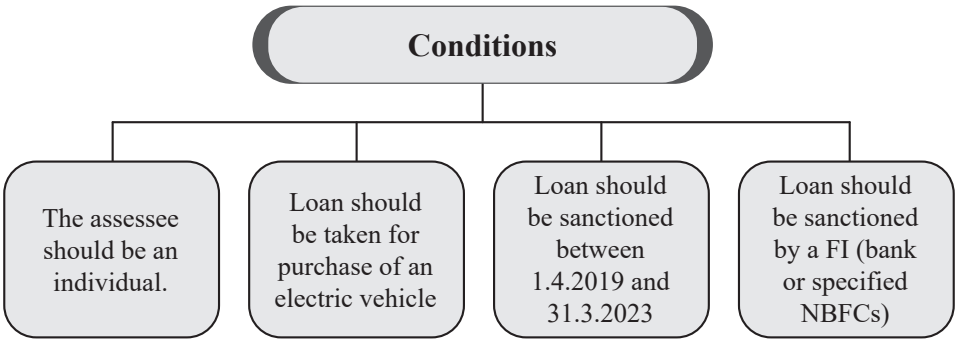 Conditions
The assessee
should be an
individual.
Loan should
be taken for
purchase of an
electric vehicle
Loan should
be sanctioned
between
1.4.2019 and
31.3.2023
Loan should
be sanctioned
by a FI (bank
or specified
NBFCs)